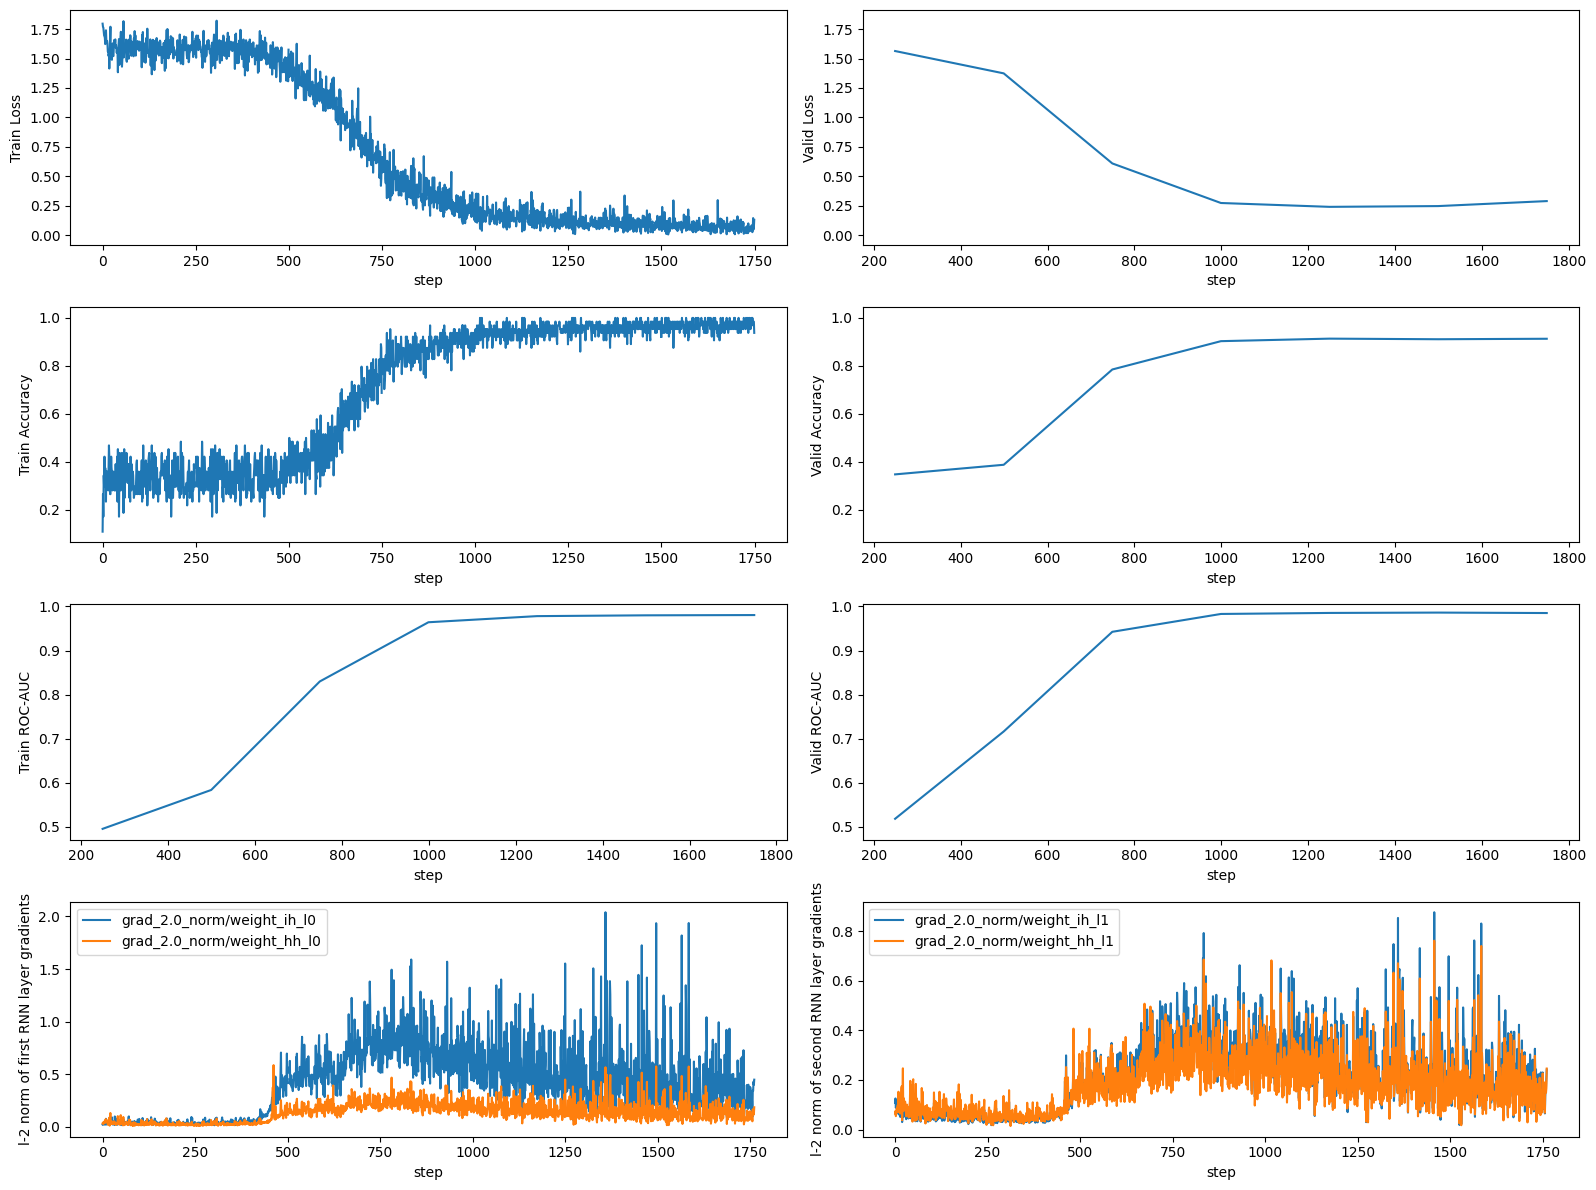 1.75
1.50
1.25
1.00
0.75
0.50
0.25
0.00
Train Loss
0 250 500 750 1000 1250 1500 1750
step
1.75
1.50
1.25
1.00
0.75
0.50
0.25
0.00
Valid Loss
200 400 600 800 1000 1200 1400 1600 1800
step
1.0
0.8
0.6
0.4
0.2
Train Accuracy
0 250 500 750 1000 1250 1500 1750
step
1.0
0.8
0.6
0.4
0.2
Valid Accuracy
200 400 600 800 1000 1200 1400 1600 1800
step
1.0
0.9
0.8
0.7
0.6
0.5
Train ROC-AUC
200 400 600 800 1000 1200 1400 1600 1800
step
1.0
0.9
0.8
0.7
0.6
0.5
Valid ROC-AUC
200 400 600 800 1000 1200 1400 1600 1800
step
2.0
1.5
1.0
0.5
0.0
l-2 norm of first RNN layer gradients
grad_2.0_norm/weight_ih_l0
grad_2.0_norm/weight_hh_l0
0 250 500 750 1000 1250 1500 1750
step
0.8
0.6
0.4
0.2
0.0
l-2 norm of second RNN layer gradients
grad_2.0_norm/weight_ih_l1
grad_2.0_norm/weight_hh_l1
0 250 500 750 1000 1250 1500 1750
step